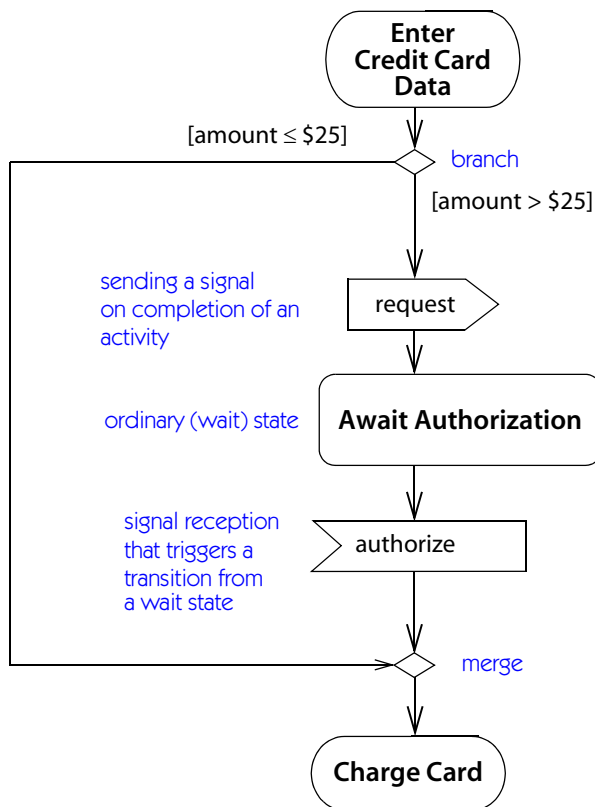 Enter
Credit Card
Data
[amount ≤ $25]
branch
[amount > $25]
sending a signal
on completion of an
activity
request
ordinary (wait) state
Await Authorization
signal reception
that triggers a
transition from
a wait state
authorize
merge
Charge Card